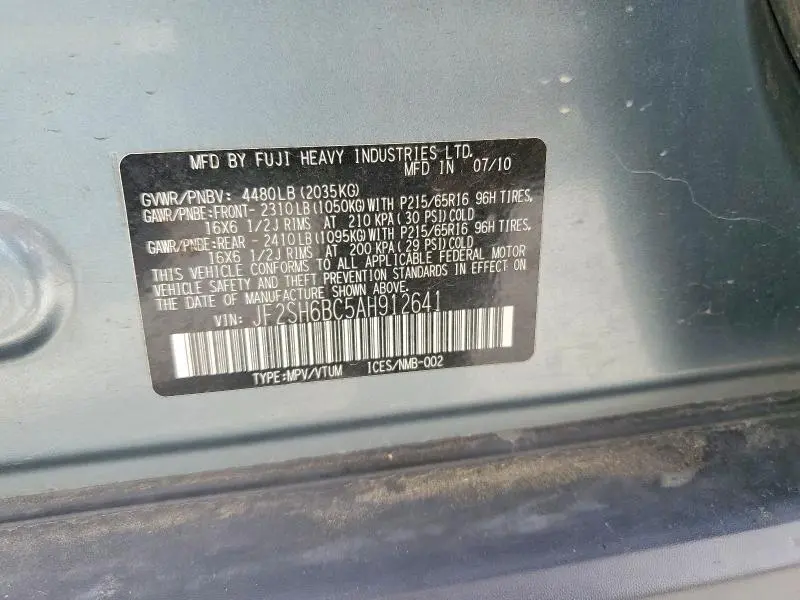 MFD BY FUJI HEAVY INDUSTRIES LTD.
MFD IN 07/10
GVWR/PNBV: 4480LB (2035KG)
GAWR/PNBE:FRONT- 2310LB(1050KG)WITH P215/65R16 96H TIRES,
16X6 1/2J RIMS AT 210 KPA(30 PSI)COLD
GAWR/PNBE:REAR - 2410LB(1095KG)WITH P215/65R16 96H TIRES,
16X6 1/2J RIMS AT 200 KPA(29 PSI)COLD
THIS VEHICLE CONFORMS TO ALL APPLICABLE FEDERAL MOTOR
VEHICLE SAFETY AND THEFT PREVENTION STANDARDS IN EFFECT ON
THE DATE OF MANUFACTURE SHOWN ABOVE.
VIN: JF2SH6BC5AH912641
TYPE:MPV/VTUM ICES/NMB-002